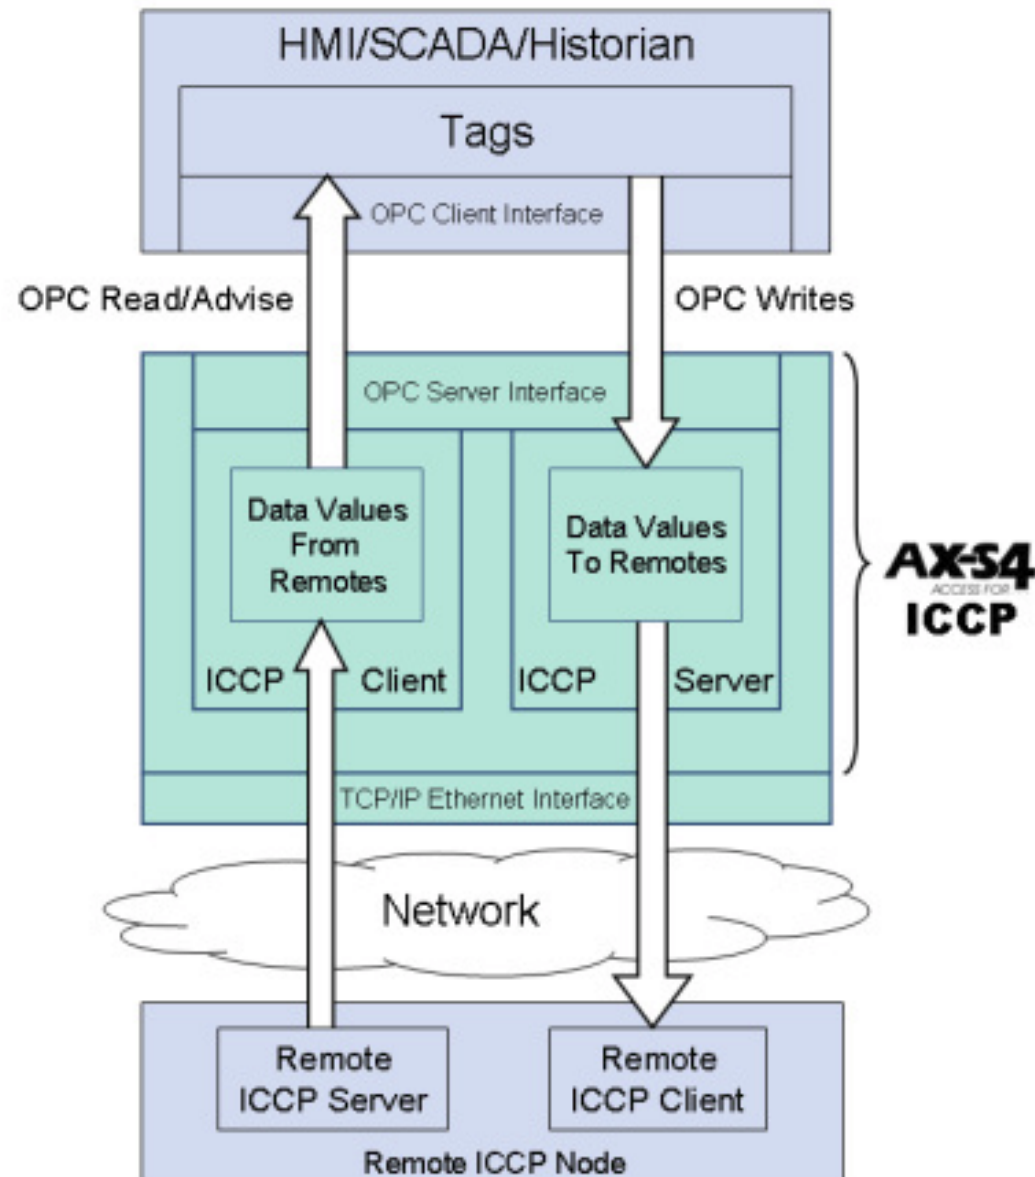 HMI/SCADA/Historian
Tags
OPC Client Interface
OPC Read/Advise
OPC Writes
OPC Server Interface
Data Values
From
Remotes
Data Values
To Remotes
ICCP Client
ICCP Server
AX-S4
ACCESS FOR
ICCP
TCP/IP Ethernet Interface
Network
Remote
ICCP Server
Remote
ICCP Client
Remote ICCP Node